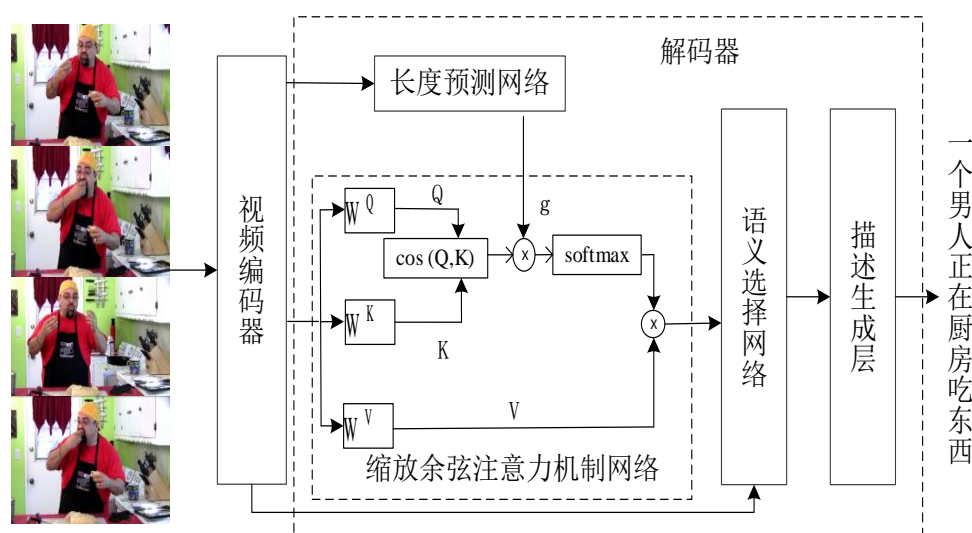 解码器
长度预测网络
视频编码器
W Q
Q
g
cos(Q,K)
x
softmax
W K
K
x
W V
V
缩放余弦注意力机制网络
语义选择网络
描述生成层
一个男人正在厨房吃东西